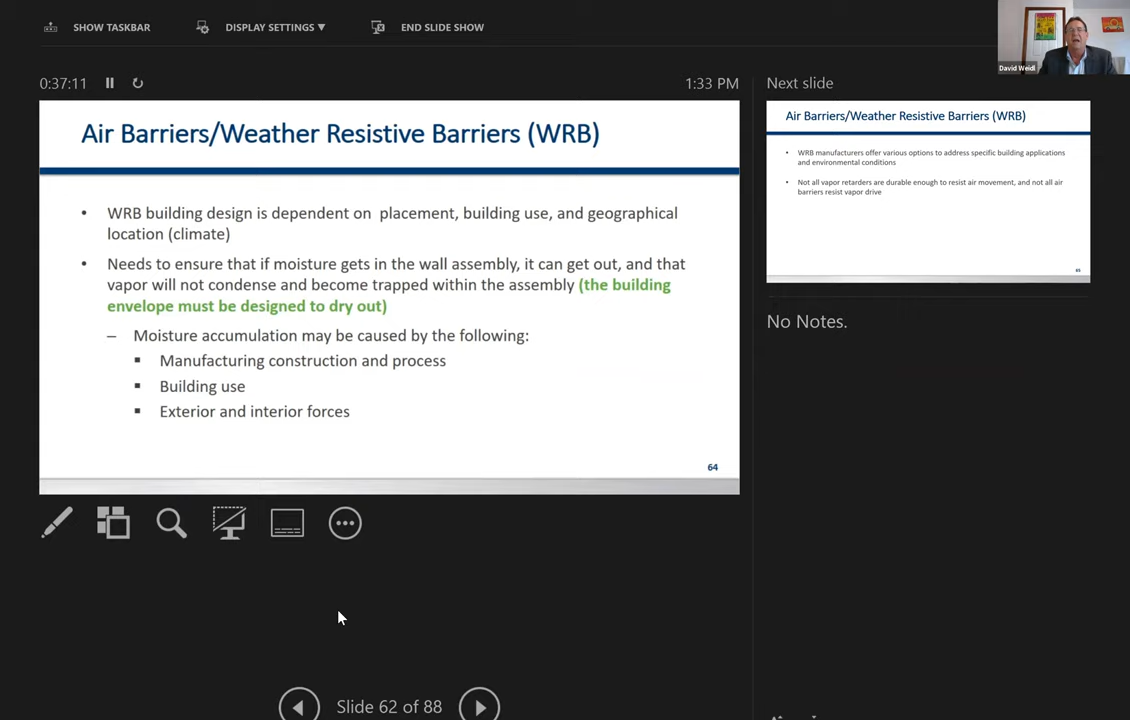 SHOW TASKBAR
DISPLAY SETTINGS ▼
END SLIDE SHOW
David Weidl
0:37:11
1:33 PM
Air Barriers/Weather Resistive Barriers (WRB)
• WRB building design is dependent on placement, building use, and geographical
location (climate)
• Needs to ensure that if moisture gets in the wall assembly, it can get out, and that
vapor will not condense and become trapped within the assembly (the building
envelope must be designed to dry out)
– Moisture accumulation may be caused by the following:
▪ Manufacturing construction and process
▪ Building use
▪ Exterior and interior forces
64
Next slide
Air Barriers/Weather Resistive Barriers (WRB)
• WRB manufacturers offer various options to address specific building applications
and environmental conditions
• Not all vapor retarders are durable enough to resist air movement, and not all air
barriers resist vapor drive
65
No Notes.
Slide 62 of 88